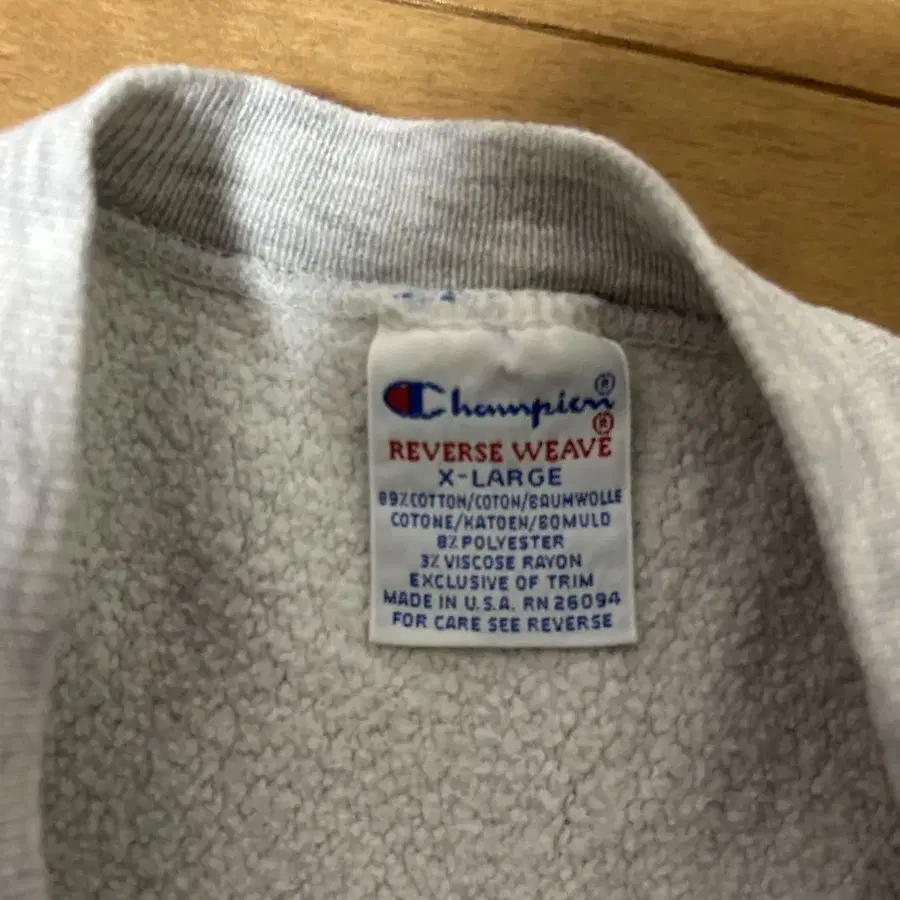 Champion®
REVERSE WEAVE®
X-LARGE
89% COTTON/COTON/BAUMWOLLE
COTONE/KATOEN/BOMULD
8% POLYESTER
3% VISCOSE RAYON
EXCLUSIVE OF TRIM
MADE IN U.S.A. RN 26094
FOR CARE SEE REVERSE